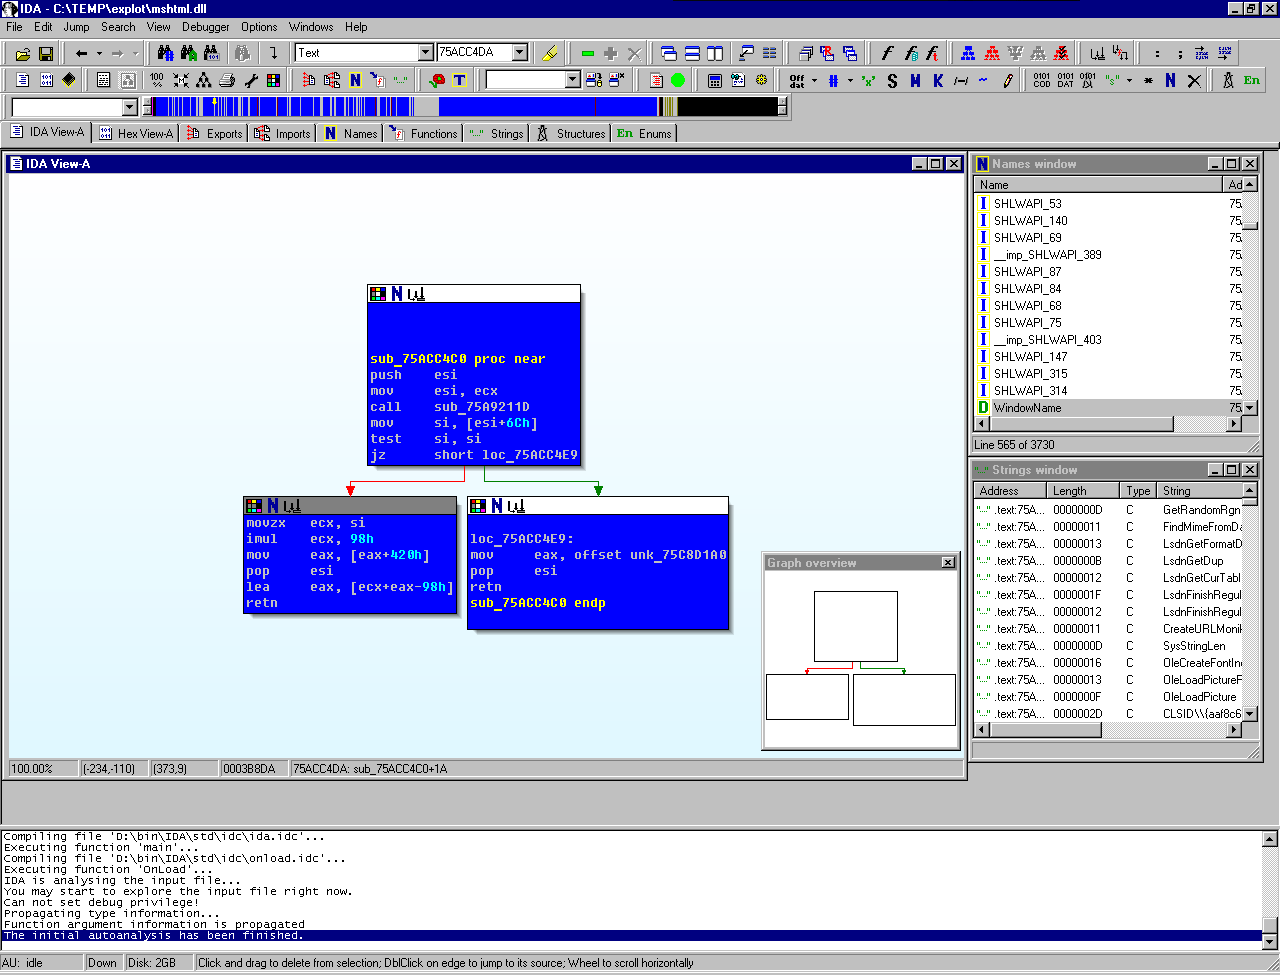 IDA - C:\TEMP\explot\mshtml.dll
File Edit Jump Search View Debugger Options Windows Help
Text 75ACC4DA
IDA View-A Hex View-A Exports Imports N Names Functions Strings Structures En Enums
IDA View-A
sub_75ACC4C0 proc near
push esi
mov esi, ecx
call sub_75A9211D
mov si, [esi+6Ch]
test si, si
jz short loc_75ACC4E9
movzx ecx, si
imul ecx, 98h
mov eax, [eax+420h]
pop esi
lea eax, [ecx+eax-98h]
retn
loc_75ACC4E9:
mov eax, offset unk_75C8D1A0
pop esi
retn
sub_75ACC4C0 endp
Graph overview
100.00% (-234,-110) (373,9) 0003B8DA 75ACC4DA: sub_75ACC4C0+1A
Names window
Name Ad
SHLWAPI_53 75
SHLWAPI_140 75
SHLWAPI_69 75
__imp_SHLWAPI_389 75
SHLWAPI_87 75
SHLWAPI_84 75
SHLWAPI_68 75
SHLWAPI_75 75
__imp_SHLWAPI_403 75
SHLWAPI_147 75
SHLWAPI_315 75
SHLWAPI_314 75
D WindowName 75
Line 565 of 3730
Strings window
Address Length Type String
.text:75A... 0000000D C GetRandomRgn
.text:75A... 00000011 C FindMimeFromDa
.text:75A... 00000013 C LsdnGetFormatD
.text:75A... 0000000B C LsdnGetDup
.text:75A... 00000012 C LsdnGetCurTabl
.text:75A... 0000001F C LsdnFinishRegul
.text:75A... 00000012 C LsdnFinishRegul
.text:75A... 00000011 C CreateURLMonik
.text:75A... 0000000D C SysStringLen
.text:75A... 00000016 C OleCreateFontInd
.text:75A... 00000013 C OleLoadPictureF
.text:75A... 0000000F C OleLoadPicture
.text:75A... 0000002D C CLSID\\{aaf8c6
Compiling file 'D:\bin\IDA\std\idc\ida.idc'...
Executing function 'main'...
Compiling file 'D:\bin\IDA\std\idc\onload.idc'...
Executing function 'OnLoad'...
IDA is analysing the input file...
You may start to explore the input file right now.
Can not set debug privilege!
Propagating type information...
Function argument information is propagated
The initial autoanalysis has been finished.
AU: idle Down Disk: 2GB Click and drag to delete from selection; DblClick on edge to jump to its source; Wheel to scroll horizontally